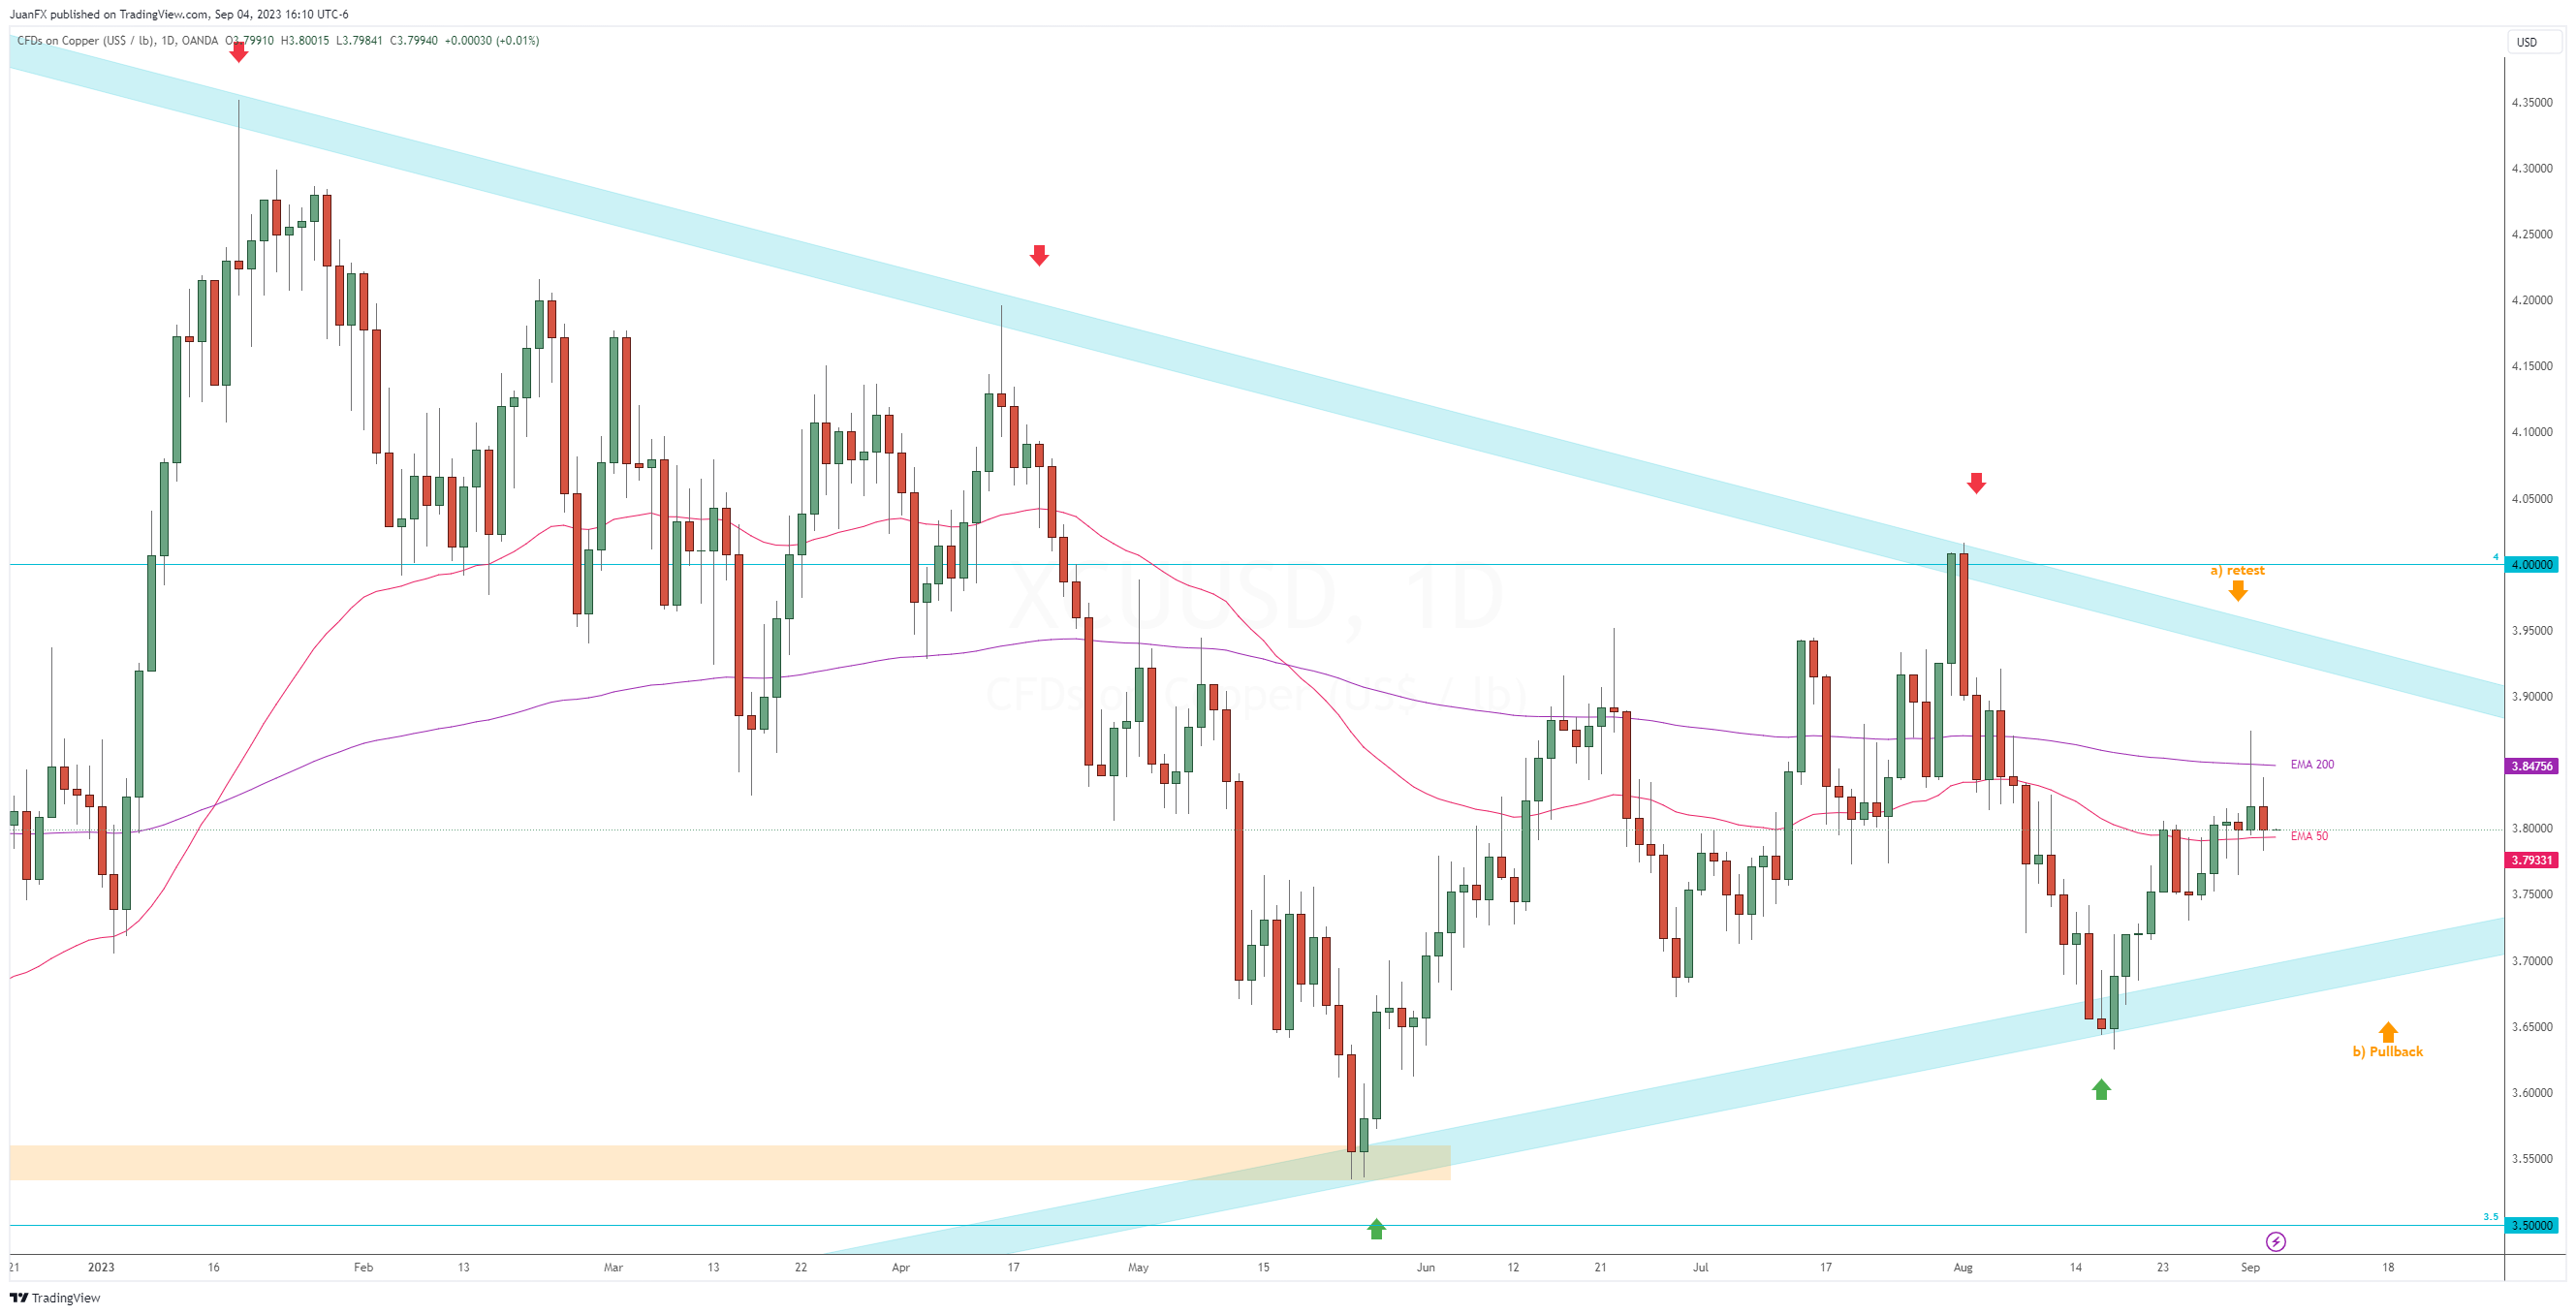 JuanFX published on TradingView.com, Sep 04, 2023 16:10 UTC-6
CFDs on Copper (US$ / lb), 1D, OANDA O3.79910 H3.80015 L3.79841 C3.79940 +0.00030 (+0.01%)
USD
4.35000
4.30000
4.25000
4.20000
4.15000
4.10000
4.05000
4
4.00000
a) retest
XCUUSD, 1D
3.95000
CFDs on Copper (US$ / lb)
3.90000
EMA 200
3.84756
3.80000
EMA 50
3.79331
3.75000
3.70000
3.65000
b) Pullback
3.60000
3.55000
3.5
3.50000
21 2023 16 Feb 13 Mar 13 22 Apr 17 May 15 Jun 12 21 Jul 17 Aug 14 23 Sep 18
TradingView